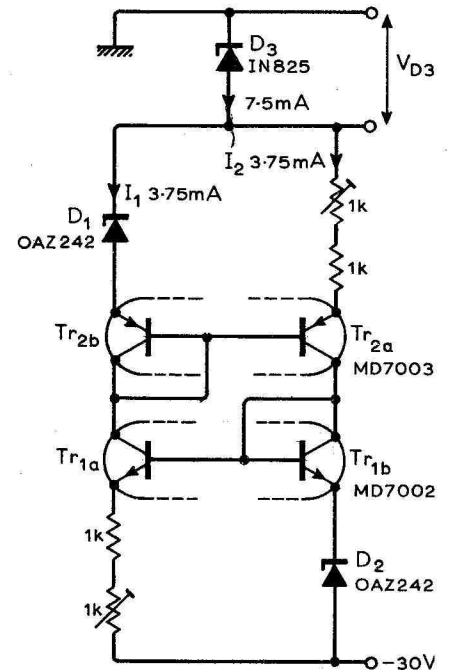 D3
IN825
VD3
7·5mA
I2 3·75mA
I1 3·75mA
1k
D1
OAZ242
1k
Tr2b
Tr2a
MD7003
Tr1a
Tr1b
MD7002
1k
D2
1k
OAZ242
-30V